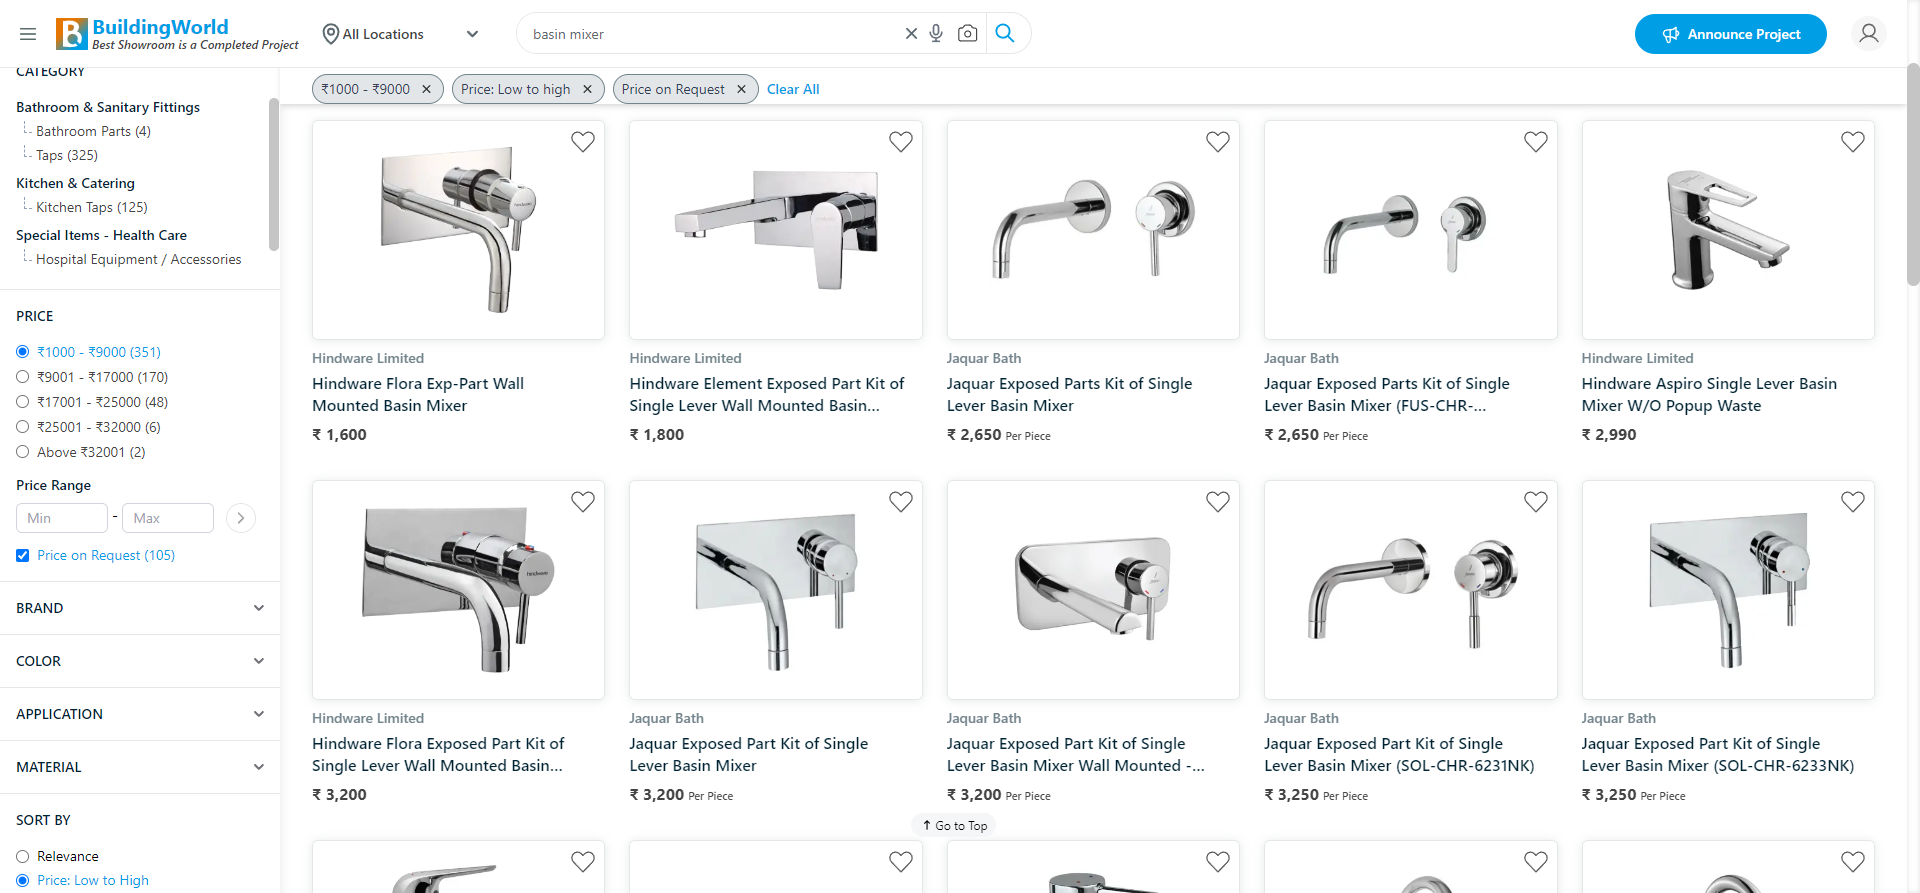 BuildingWorld
Best Showroom is a Completed Project
All Locations
basin mixer
Announce Project
CATEGORY
Bathroom & Sanitary Fittings
Bathroom Parts (4)
Taps (325)
Kitchen & Catering
Kitchen Taps (125)
Special Items - Health Care
Hospital Equipment / Accessories
PRICE
₹1000 - ₹9000 (351)
₹9001 - ₹17000 (170)
₹17001 - ₹25000 (48)
₹25001 - ₹32000 (6)
Above ₹32001 (2)
Price Range
Min - Max
Price on Request (105)
BRAND
COLOR
APPLICATION
MATERIAL
SORT BY
Relevance
Price: Low to High
₹1000 - ₹9000 Price: Low to high Price on Request Clear All
Hindware Limited
Hindware Flora Exp-Part Wall
Mounted Basin Mixer
₹ 1,600
Hindware Limited
Hindware Element Exposed Part Kit of
Single Lever Wall Mounted Basin...
₹ 1,800
Jaquar Bath
Jaquar Exposed Parts Kit of Single
Lever Basin Mixer
₹ 2,650 Per Piece
Jaquar Bath
Jaquar Exposed Parts Kit of Single
Lever Basin Mixer (FUS-CHR-...
₹ 2,650 Per Piece
Hindware Limited
Hindware Aspiro Single Lever Basin
Mixer W/O Popup Waste
₹ 2,990
Hindware Limited
Hindware Flora Exposed Part Kit of
Single Lever Wall Mounted Basin...
₹ 3,200
Jaquar Bath
Jaquar Exposed Part Kit of Single
Lever Basin Mixer
₹ 3,200 Per Piece
Jaquar Bath
Jaquar Exposed Part Kit of Single
Lever Basin Mixer Wall Mounted -...
₹ 3,200 Per Piece
Jaquar Bath
Jaquar Exposed Part Kit of Single
Lever Basin Mixer (SOL-CHR-6231NK)
₹ 3,250 Per Piece
Jaquar Bath
Jaquar Exposed Part Kit of Single
Lever Basin Mixer (SOL-CHR-6233NK)
₹ 3,250 Per Piece
Go to Top